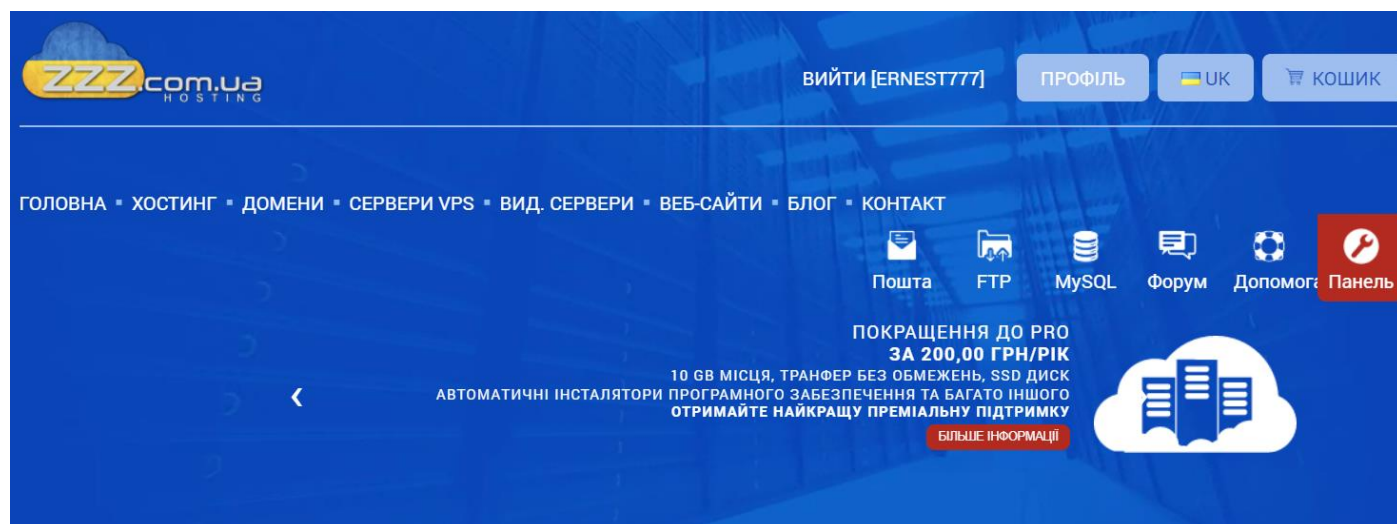 ZZZ.com.ua
HOSTING
ВИЙТИ [ERNEST777]
ПРОФІЛЬ
UK
КОШИК
ГОЛОВНА ▪ ХОСТИНГ ▪ ДОМЕНИ ▪ СЕРВЕРИ VPS ▪ ВИД. СЕРВЕРИ ▪ ВЕБ-САЙТИ ▪ БЛОГ ▪ КОНТАКТ
Пошта FTP MySQL Форум Допомога Панель
ПОКРАЩЕННЯ ДО PRO
ЗА 200,00 ГРН/РІК
10 GB МІСЦЯ, ТРАНФЕР БЕЗ ОБМЕЖЕНЬ, SSD ДИСК
АВТОМАТИЧНІ ІНСТАЛЯТОРИ ПРОГРАМНОГО ЗАБЕЗПЕЧЕННЯ ТА БАГАТО ІНШОГО
ОТРИМАЙТЕ НАЙКРАЩУ ПРЕМІАЛЬНУ ПІДТРИМКУ
БІЛЬШЕ ІНФОРМАЦІЇ